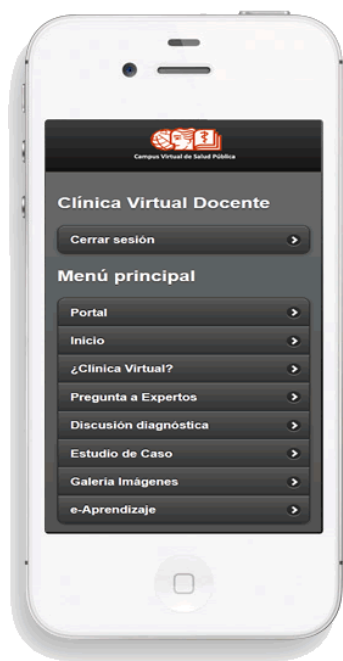 Campus Virtual de Salud Pública
Clínica Virtual Docente
Cerrar sesión
Menú principal
Portal
Inicio
¿Clínica Virtual?
Pregunta a Expertos
Discusión diagnóstica
Estudio de Caso
Galería Imágenes
e-Aprendizaje